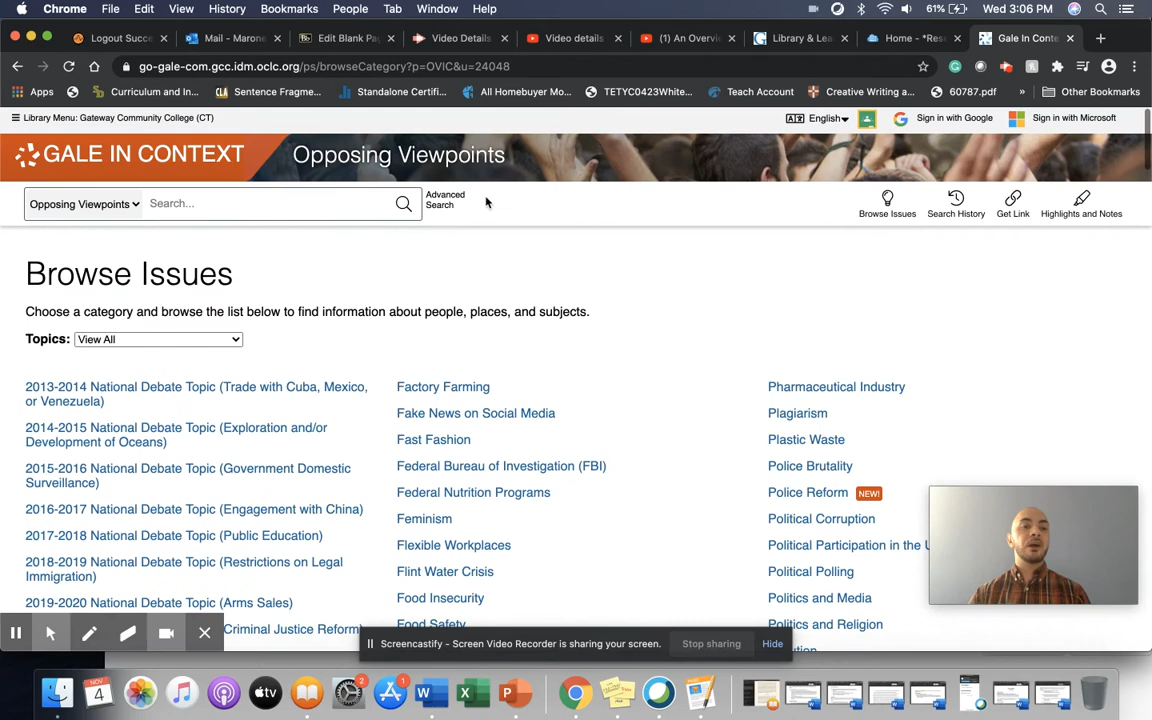 Chrome File Edit View History Bookmarks People Tab Window Help 61% Wed 3:06 PM
Logout Succe Mail - Marone Edit Blank Pa Video Details Video details (1) An Overvi Library & Lea Home - *Res Gale In Conte
go-gale-com.gcc.idm.oclc.org/ps/browseCategory?p=OVIC&u=24048
Apps Curriculum and In... Sentence Fragme... Standalone Certifi... All Homebuyer Mo... TETYC0423White... Teach Account Creative Writing a... 60787.pdf » Other Bookmarks
Library Menu: Gateway Community College (CT) English Sign in with Google Sign in with Microsoft
GALE IN CONTEXT Opposing Viewpoints
Opposing Viewpoints Search... Advanced Search
Browse Issues Search History Get Link Highlights and Notes
Browse Issues
Choose a category and browse the list below to find information about people, places, and subjects.
Topics: View All
2013-2014 National Debate Topic (Trade with Cuba, Mexico,
or Venezuela)
2014-2015 National Debate Topic (Exploration and/or
Development of Oceans)
2015-2016 National Debate Topic (Government Domestic
Surveillance)
2016-2017 National Debate Topic (Engagement with China)
2017-2018 National Debate Topic (Public Education)
2018-2019 National Debate Topic (Restrictions on Legal
Immigration)
2019-2020 National Debate Topic (Arms Sales)
Criminal Justice Reform)
Factory Farming
Fake News on Social Media
Fast Fashion
Federal Bureau of Investigation (FBI)
Federal Nutrition Programs
Feminism
Flexible Workplaces
Flint Water Crisis
Food Insecurity
Food Safety
Pharmaceutical Industry
Plagiarism
Plastic Waste
Police Brutality
Police Reform NEW!
Political Corruption
Political Participation in the U
Political Polling
Politics and Media
Politics and Religion
Screencastify - Screen Video Recorder is sharing your screen. Stop sharing Hide
NOV
4 2 1